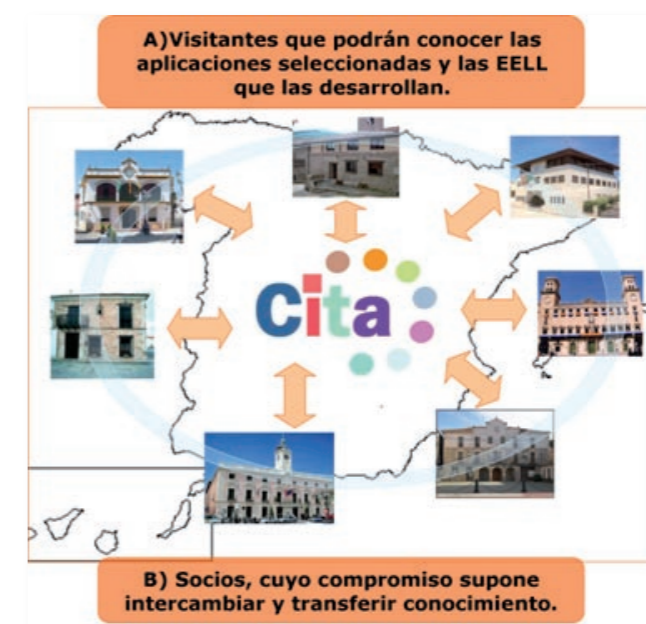 A)Visitantes que podrán conocer las
aplicaciones seleccionadas y las EELL
que las desarrollan.
Cita
B) Socios, cuyo compromiso supone
intercambiar y transferir conocimiento.